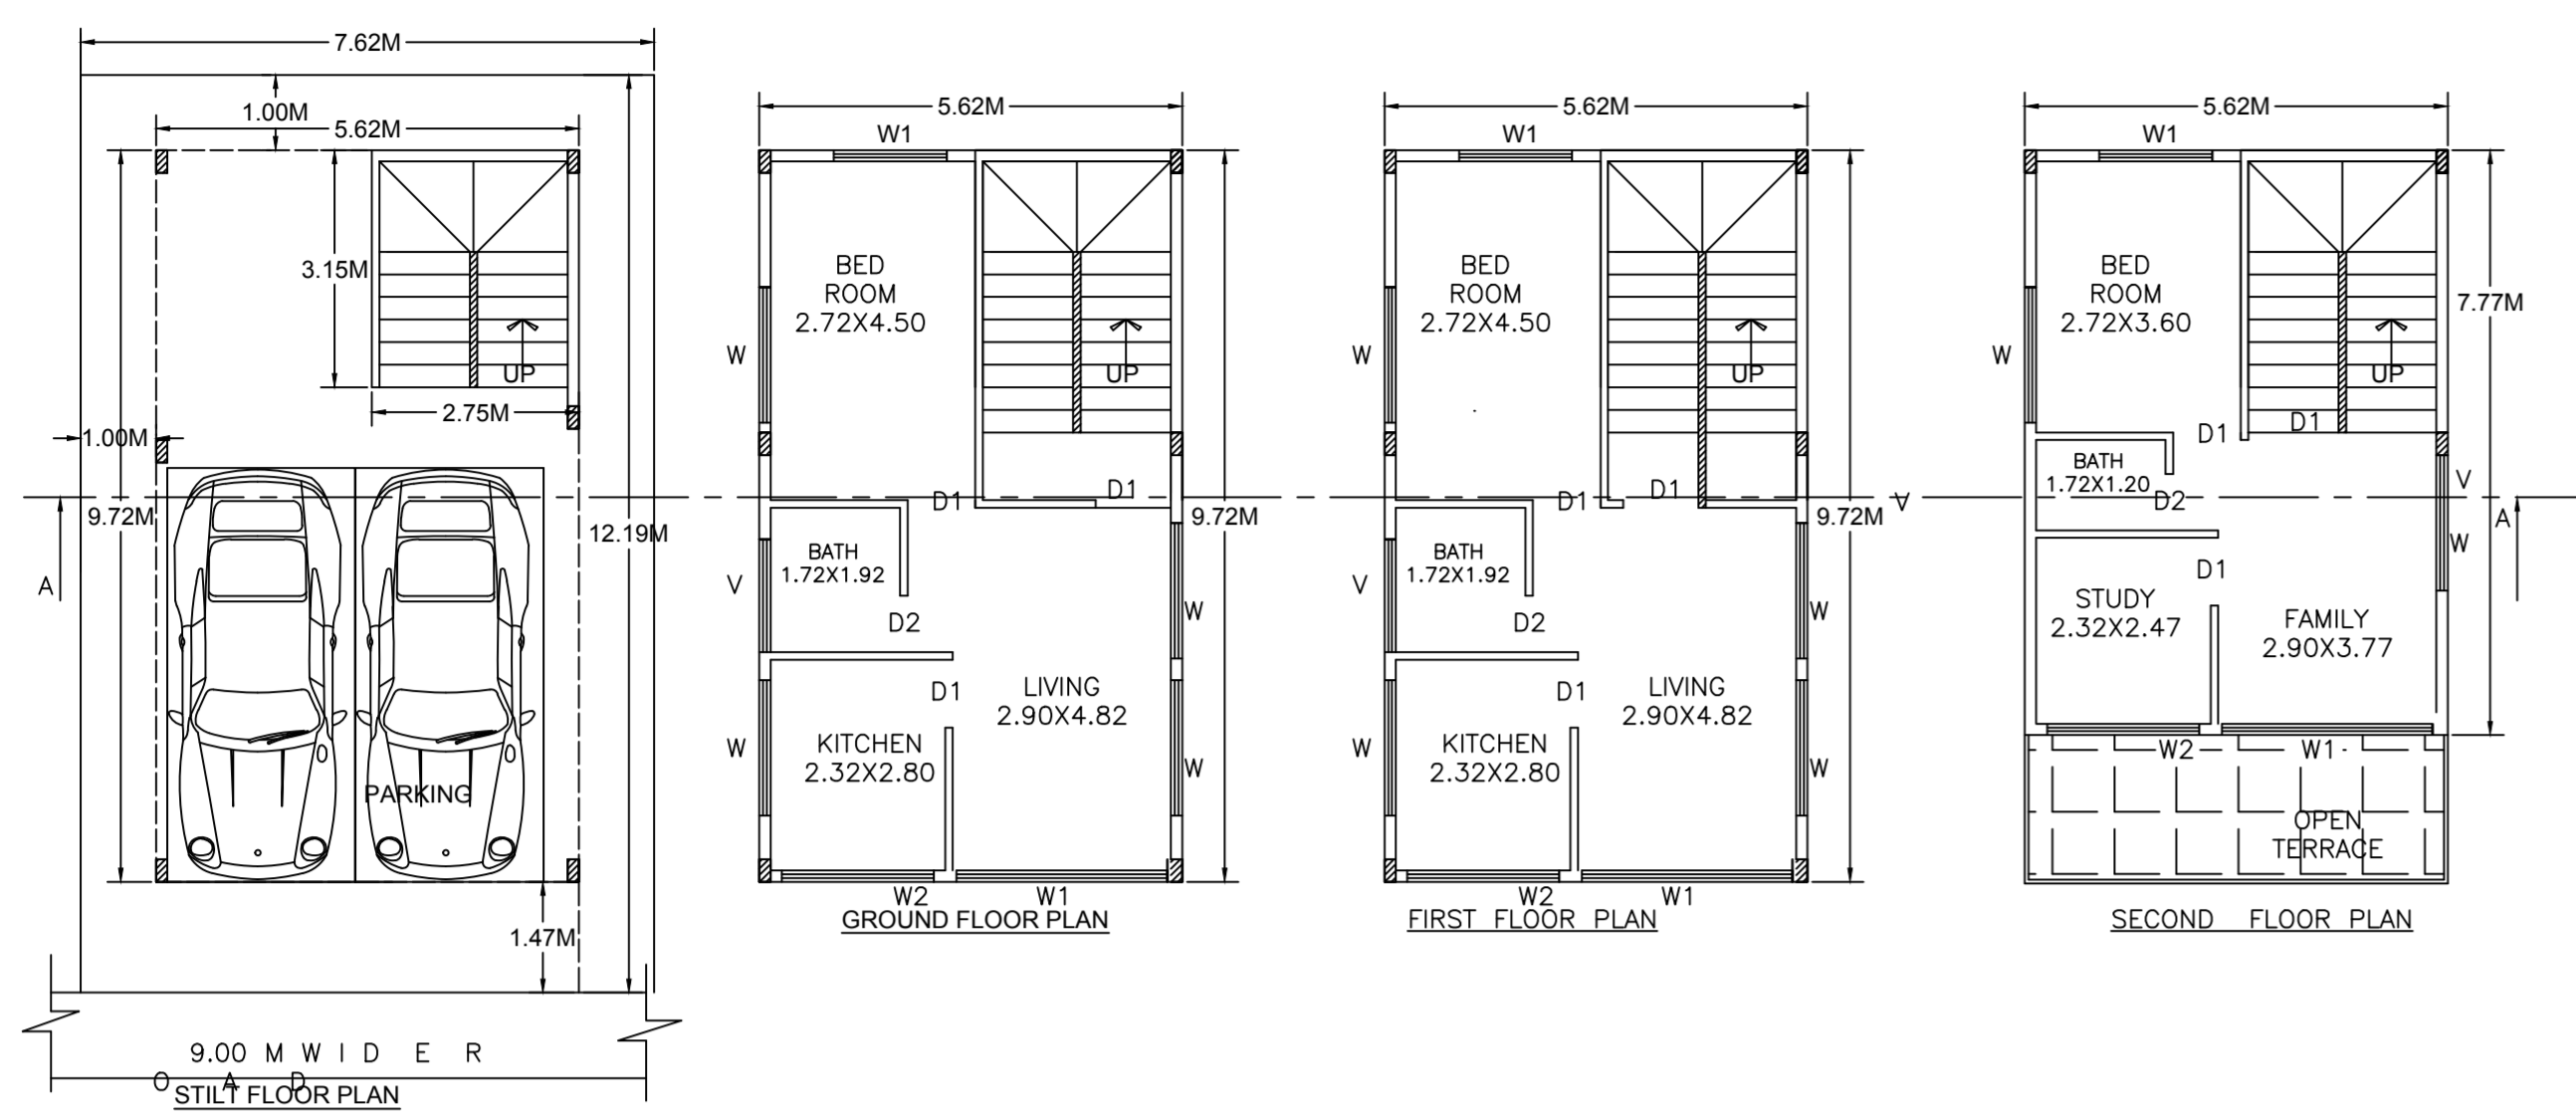 7.62M
1.00M
5.62M
3.15M
UP
2.75M
1.00M
9.72M
12.19M
A
PARKING
1.47M
9.00 M W I D E R
O A D
STILT FLOOR PLAN
5.62M
W1
BED
ROOM
2.72X4.50
W
UP
D1
D1
9.72M
BATH
1.72X1.92
V
D2
W
D1
LIVING
2.90X4.82
KITCHEN
2.32X2.80
W
W
W2
W1
GROUND FLOOR PLAN
5.62M
W1
BED
ROOM
2.72X4.50
W
UP
D1
D1
V
9.72M
BATH
1.72X1.92
V
D2
W
D1
LIVING
2.90X4.82
KITCHEN
2.32X2.80
W
W
W2
W1
FIRST FLOOR PLAN
5.62M
W1
BED
ROOM
2.72X3.60
7.77M
W
UP
D1
D1
BATH
1.72X1.20
V
D2
A
W
D1
STUDY
2.32X2.47
FAMILY
2.90X3.77
W2
W1
OPEN
TERRACE
SECOND FLOOR PLAN